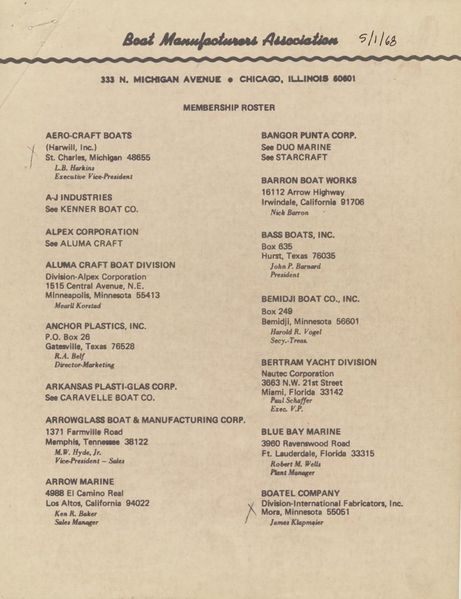 Boat Manufacturers Association 5/1/68
333 N. MICHIGAN AVENUE • CHICAGO, ILLINOIS 60601
MEMBERSHIP ROSTER
AERO-CRAFT BOATS
(Harwill, Inc.)
St. Charles, Michigan 48655
L.B. Harkins
Executive Vice-President
A-J INDUSTRIES
See KENNER BOAT CO.
ALPEX CORPORATION
See ALUMA CRAFT
ALUMA CRAFT BOAT DIVISION
Division-Alpex Corporation
1515 Central Avenue, N.E.
Minneapolis, Minnesota 55413
Mearll Korstad
ANCHOR PLASTICS, INC.
P.O. Box 26
Gatesville, Texas 76528
R.A. Belf
Director-Marketing
ARKANSAS PLASTI-GLAS CORP.
See CARAVELLE BOAT CO.
ARROWGLASS BOAT & MANUFACTURING CORP.
1371 Farmville Road
Memphis, Tennessee 38122
M.W. Hyde, Jr.
Vice-President – Sales
ARROW MARINE
4988 El Camino Real
Los Altos, California 94022
Ken R. Baker
Sales Manager
BANGOR PUNTA CORP.
See DUO MARINE
See STARCRAFT
BARRON BOAT WORKS
16112 Arrow Highway
Irwindale, California 91706
Nick Barron
BASS BOATS, INC.
Box 635
Hurst, Texas 76035
John P. Barnard
President
BEMIDJI BOAT CO., INC.
Box 249
Bemidji, Minnesota 56601
Harold R. Vogel
Secy.-Treas.
BERTRAM YACHT DIVISION
Nautec Corporation
3663 N.W. 21st Street
Miami, Florida 33142
Paul Schaffer
Exec. V.P.
BLUE BAY MARINE
3960 Ravenswood Road
Ft. Lauderdale, Florida 33315
Robert M. Wells
Plant Manager
BOATEL COMPANY
Division-International Fabricators, Inc.
Mora, Minnesota 55051
James Klapmeier